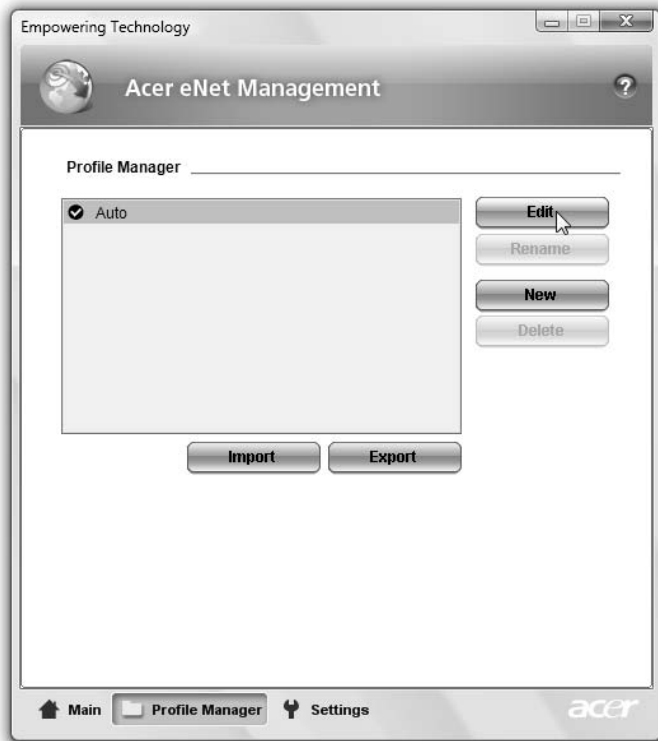 Empowering Technology
Acer eNet Management
?
Profile Manager
Auto
Edit
Rename
New
Delete
Import Export
Main Profile Manager Settings acer